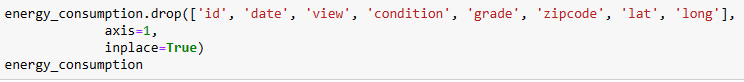 energy_consumption.drop(['id', 'date', 'view', 'condition', 'grade', 'zipcode', 'lat', 'long'],
axis=1,
inplace=True)
energy_consumption